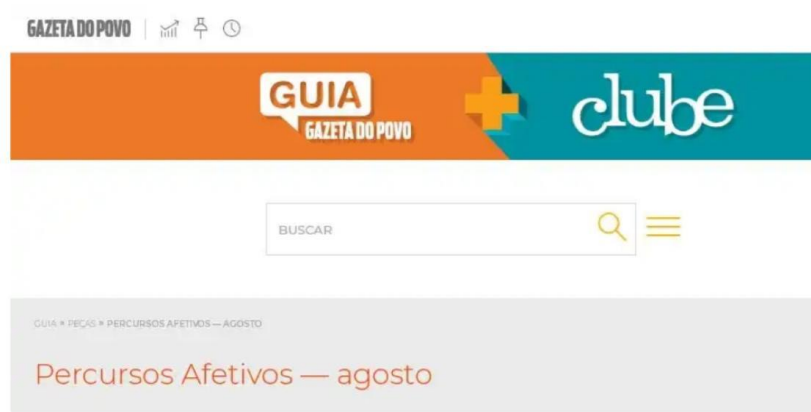 GAZETA DO POVO
GUIA
GAZETA DO POVO
clube
BUSCAR
GUIA » PEÇAS » PERCURSOS AFETIVOS — AGOSTO
Percursos Afetivos — agosto